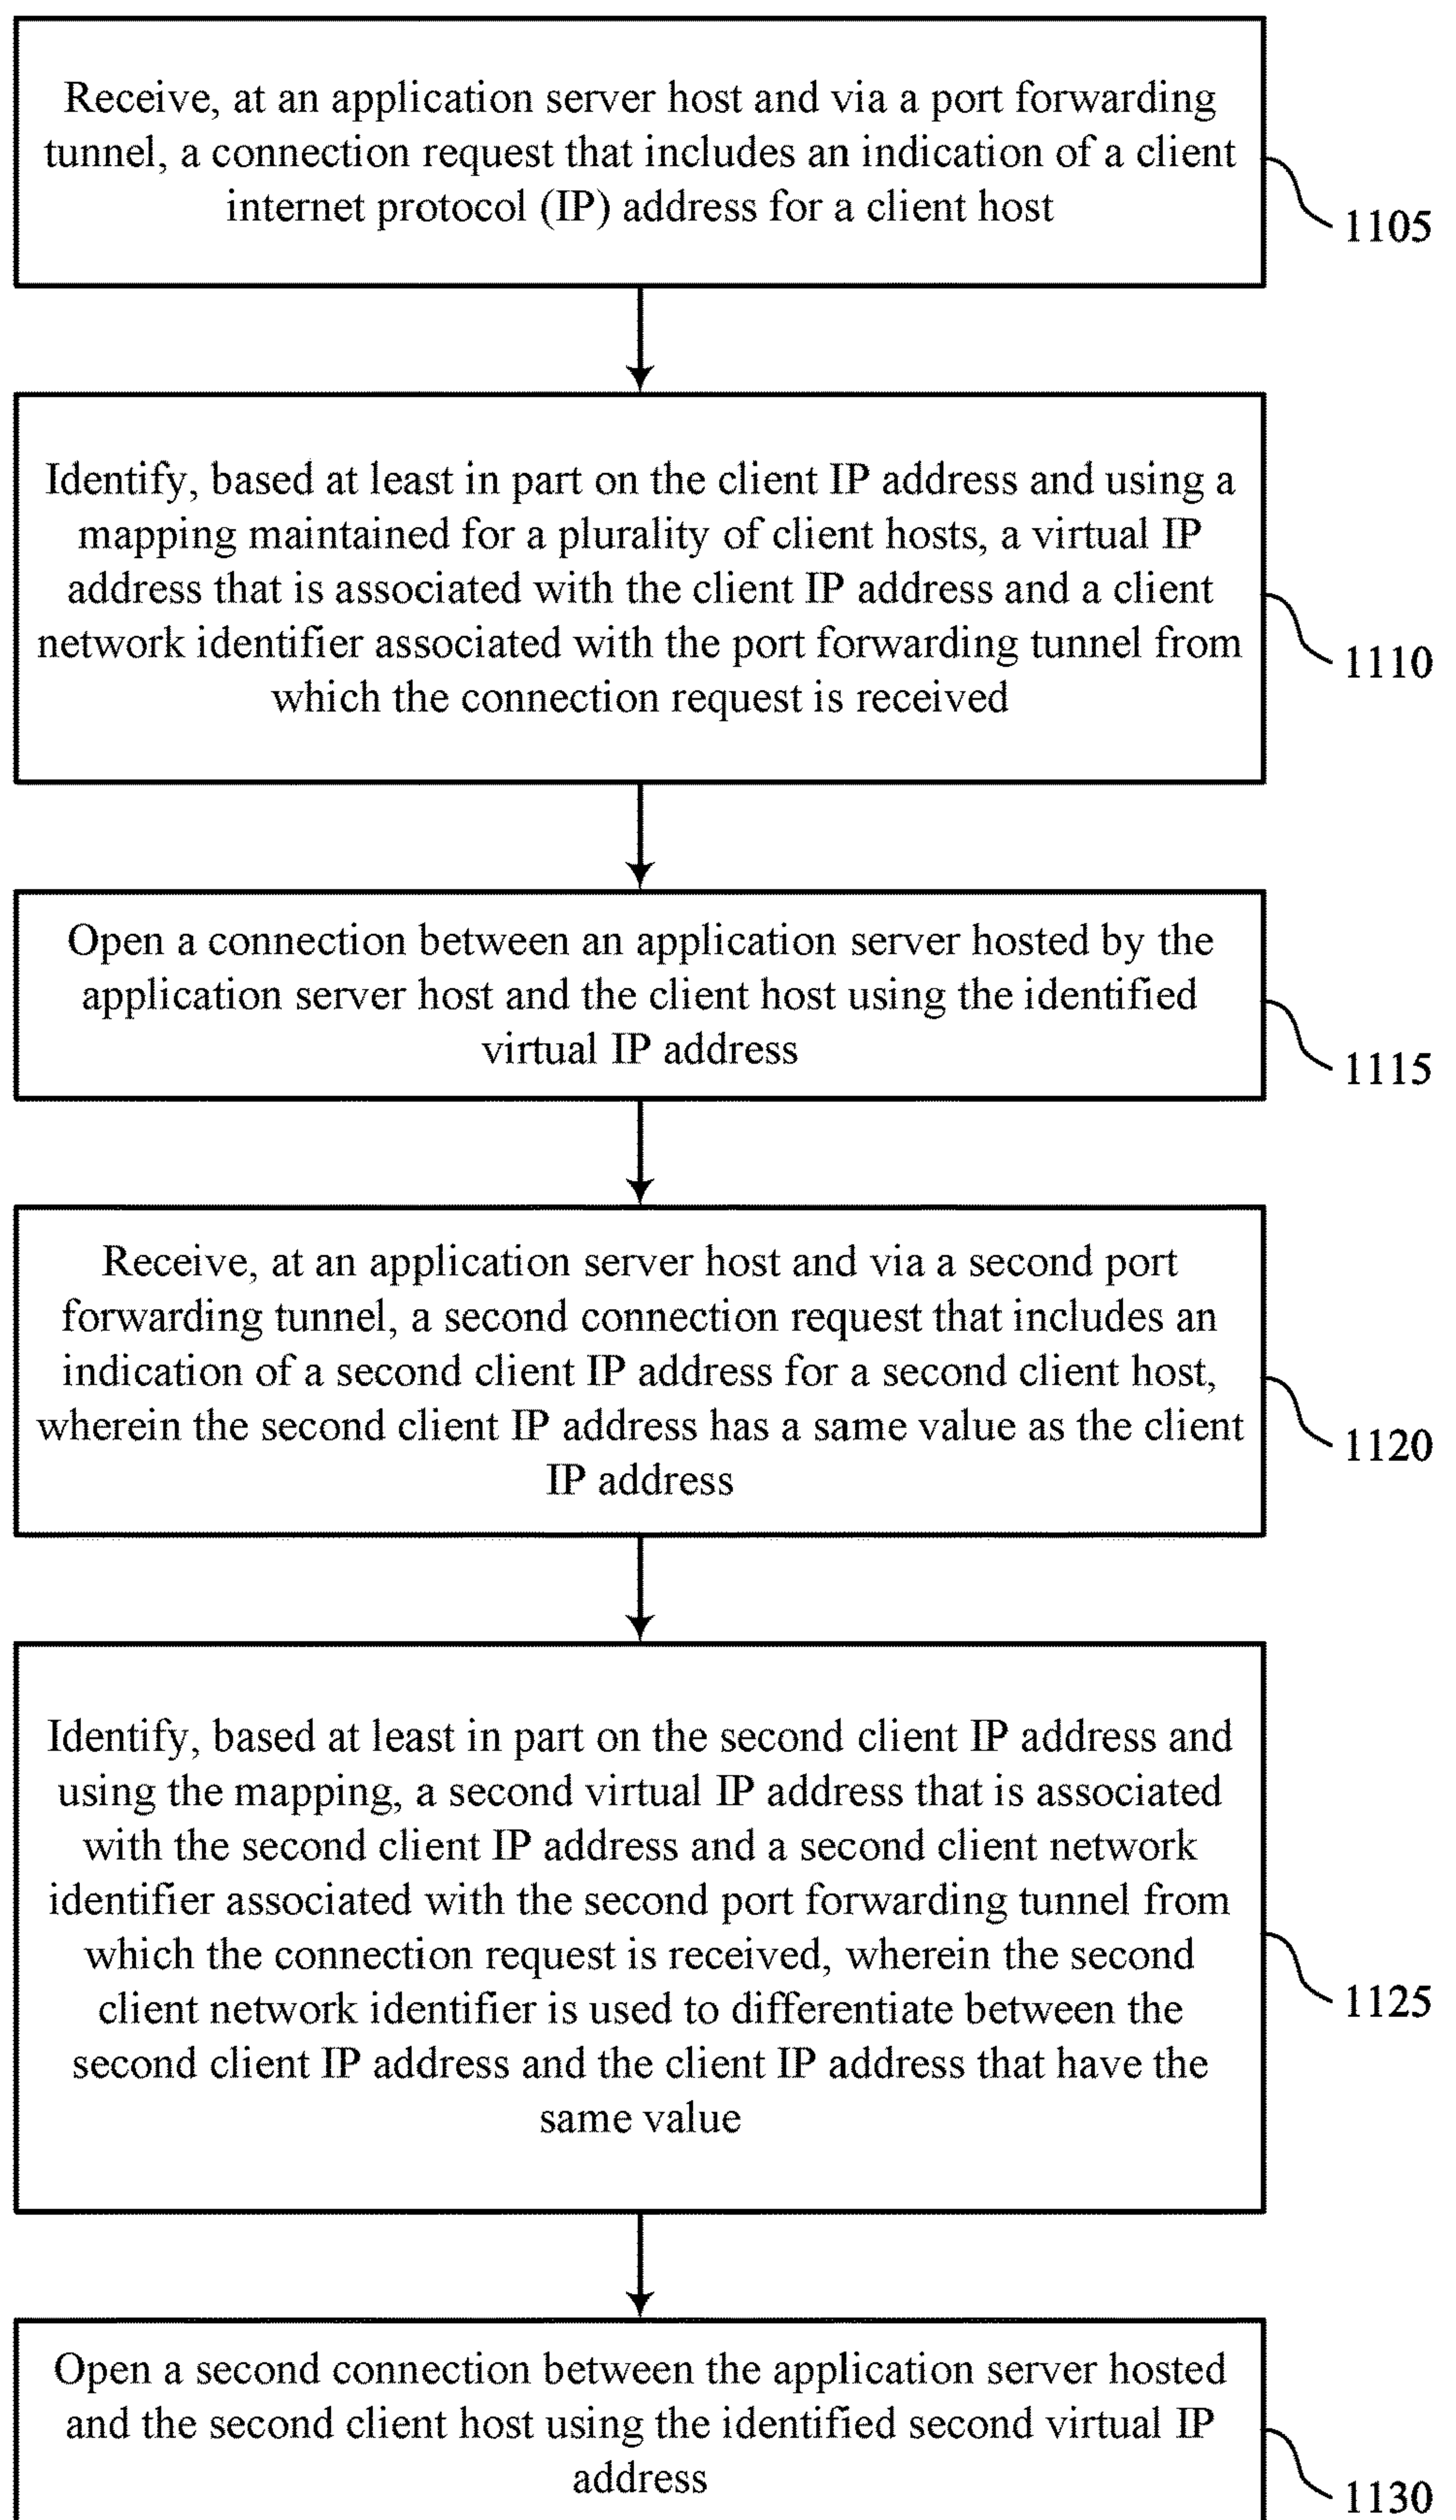 Receive, at an application server host and via a port forwarding
tunnel, a connection request that includes an indication of a client
internet protocol (IP) address for a client host
1105
Identify, based at least in part on the client IP address and using a
mapping maintained for a plurality of client hosts, a virtual IP
address that is associated with the client IP address and a client
network identifier associated with the port forwarding tunnel from
which the connection request is received
1110
Open a connection between an application server hosted by the
application server host and the client host using the identified
virtual IP address
1115
Receive, at an application server host and via a second port
forwarding tunnel, a second connection request that includes an
indication of a second client IP address for a second client host,
wherein the second client IP address has a same value as the client
IP address
1120
Identify, based at least in part on the second client IP address and
using the mapping, a second virtual IP address that is associated
with the second client IP address and a second client network
identifier associated with the second port forwarding tunnel from
which the connection request is received, wherein the second
client network identifier is used to differentiate between the
second client IP address and the client IP address that have the
same value
1125
Open a second connection between the application server hosted
and the second client host using the identified second virtual IP
address
1130